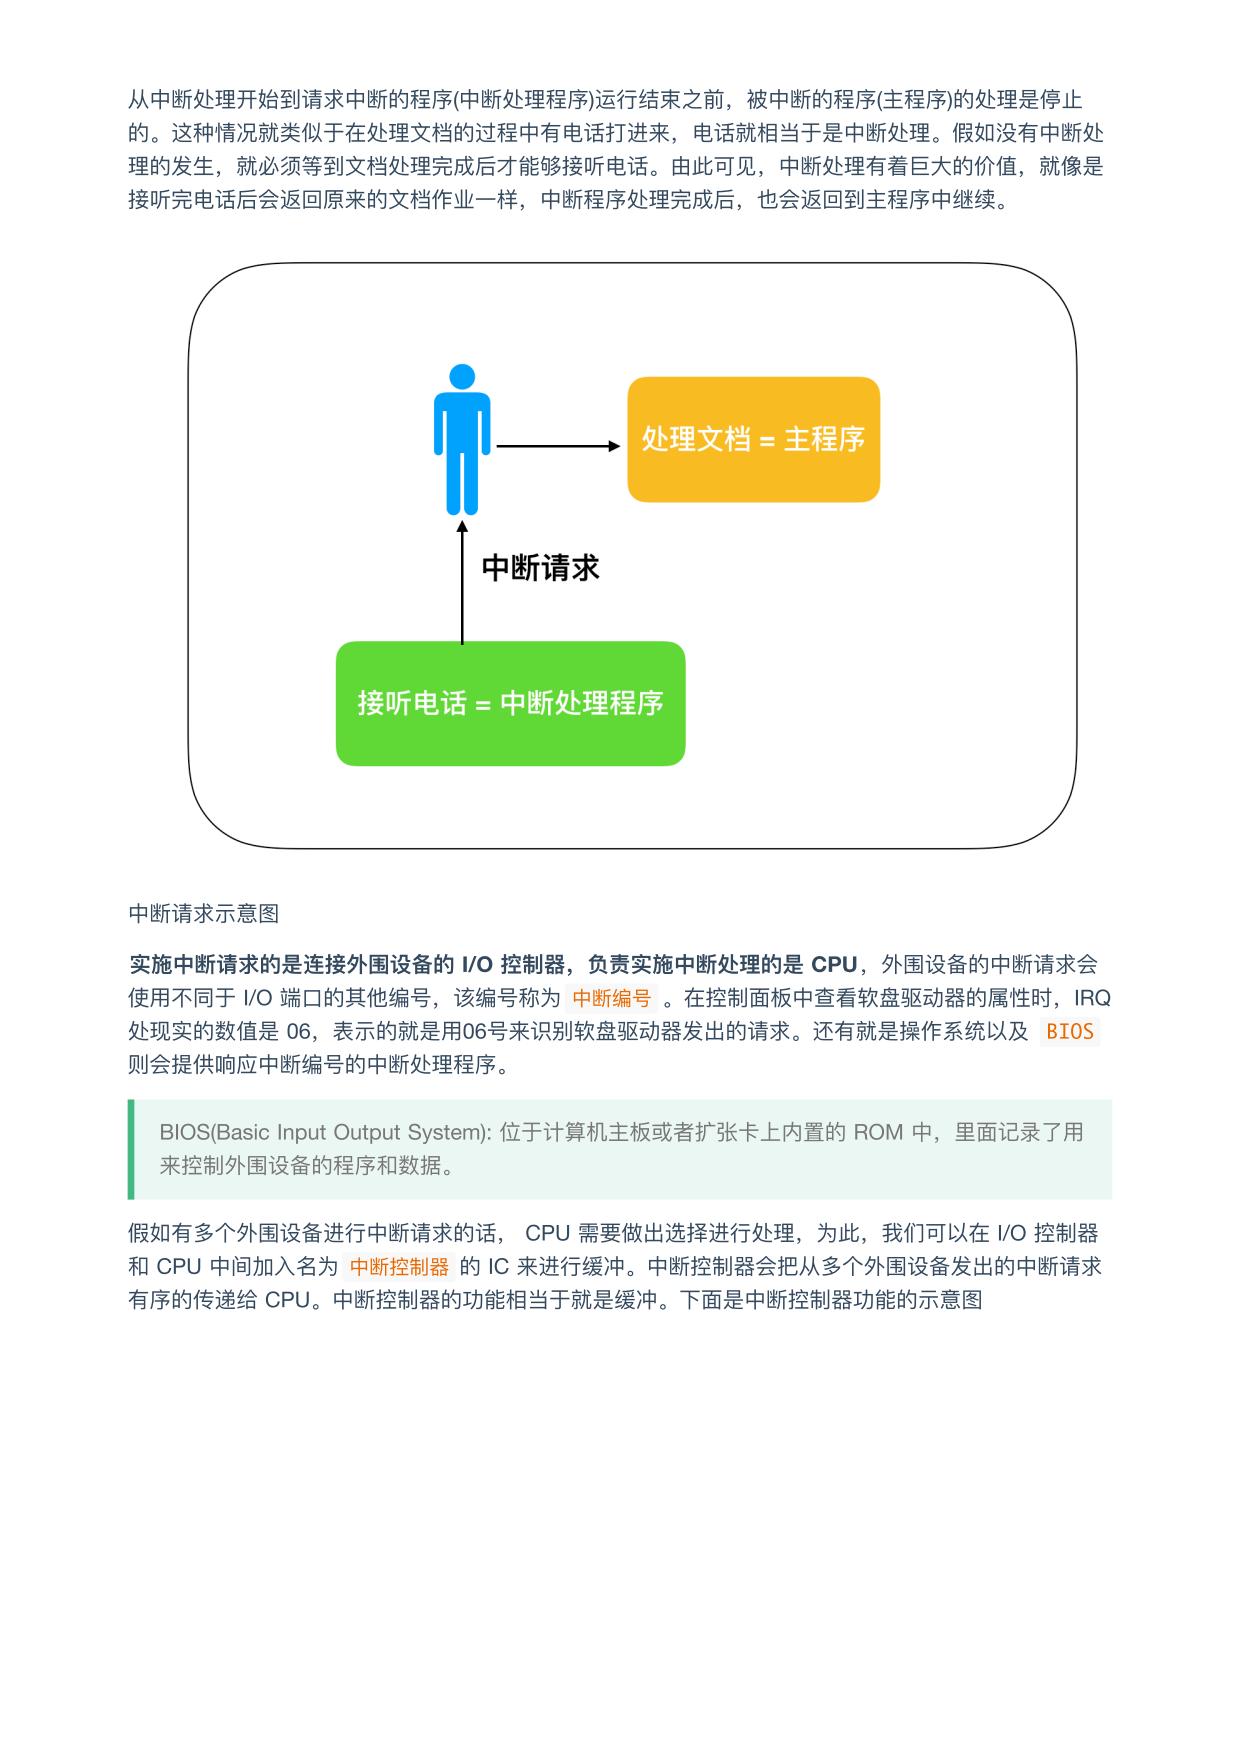 从中断处理开始到请求中断的程序(中断处理程序)运行结束之前，被中断的程序(主程序)的处理是停止
的。这种情况就类似于在处理文档的过程中有电话打进来，电话就相当于是中断处理。假如没有中断处
理的发生，就必须等到文档处理完成后才能够接听电话。由此可见，中断处理有着巨大的价值，就像是
接听完电话后会返回原来的文档作业一样，中断程序处理完成后，也会返回到主程序中继续。
处理文档 = 主程序
中断请求
接听电话 = 中断处理程序
中断请求示意图
实施中断请求的是连接外围设备的 I/O 控制器，负责实施中断处理的是 CPU，外围设备的中断请求会
使用不同于 I/O 端口的其他编号，该编号称为 中断编号 。在控制面板中查看软盘驱动器的属性时，IRQ
处现实的数值是 06，表示的就是用06号来识别软盘驱动器发出的请求。还有就是操作系统以及 BIOS
则会提供响应中断编号的中断处理程序。
BIOS(Basic Input Output System): 位于计算机主板或者扩张卡上内置的 ROM 中，里面记录了用
来控制外围设备的程序和数据。
假如有多个外围设备进行中断请求的话， CPU 需要做出选择进行处理，为此，我们可以在 I/O 控制器
和 CPU 中间加入名为 中断控制器 的 IC 来进行缓冲。中断控制器会把从多个外围设备发出的中断请求
有序的传递给 CPU。中断控制器的功能相当于就是缓冲。下面是中断控制器功能的示意图